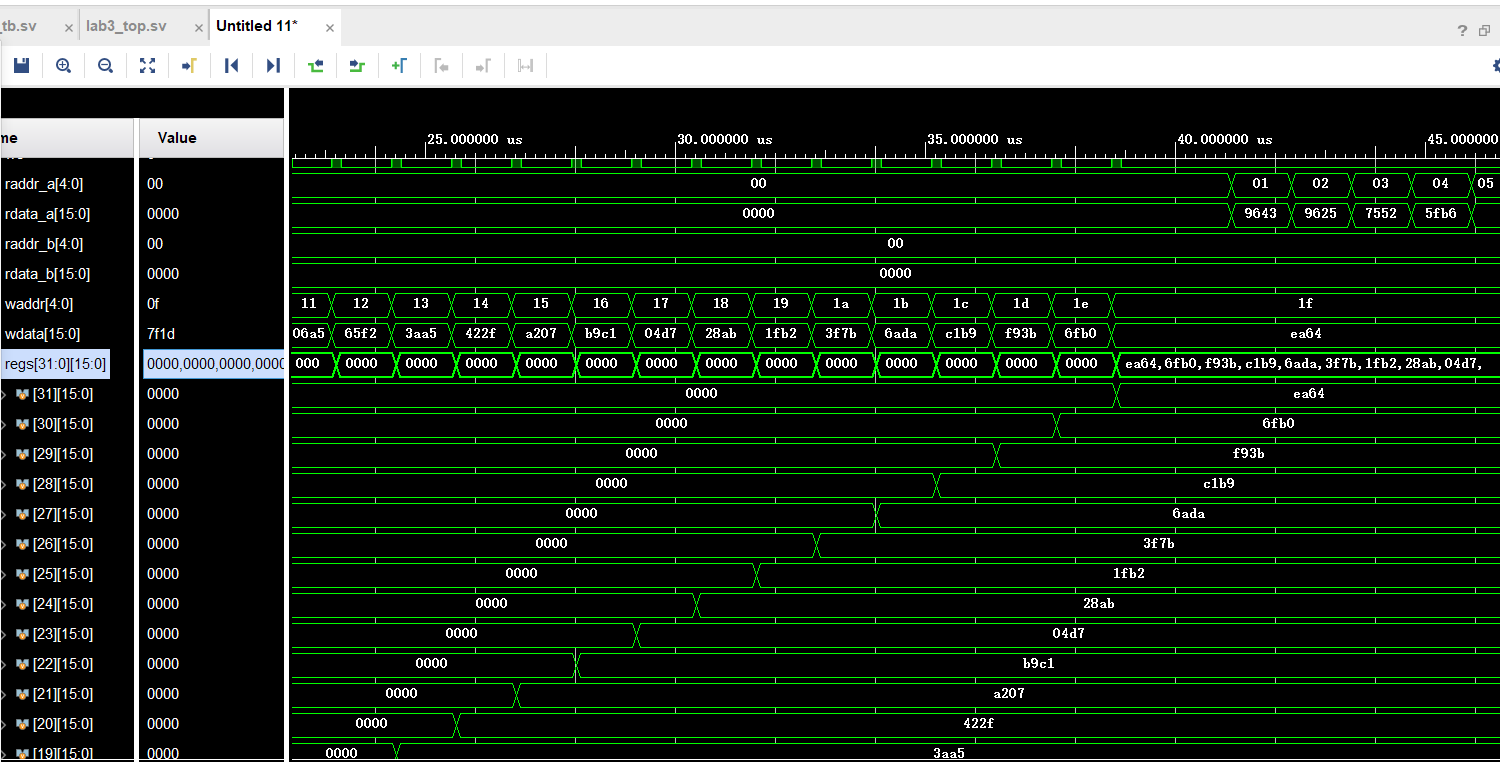 _tb.sv × lab3_top.sv × Untitled 11* ×
?
me Value
25.000000 us 30.000000 us 35.000000 us 40.000000 us 45.000000
raddr_a[4:0] 00 00 01 02 03 04 05
rdata_a[15:0] 0000 0000 9643 9625 7552 5fb6
raddr_b[4:0] 00 00
rdata_b[15:0] 0000 0000
waddr[4:0] 0f 11 12 13 14 15 16 17 18 19 1a 1b 1c 1d 1e 1f
wdata[15:0] 7f1d 06a5 65f2 3aa5 422f a207 b9c1 04d7 28ab 1fb2 3f7b 6ada c1b9 f93b 6fb0 ea64
regs[31:0][15:0] 0000,0000,0000,0000 000 0000 0000 0000 0000 0000 0000 0000 0000 0000 0000 0000 0000 0000 ea64,6fb0,f93b,c1b9,6ada,3f7b,1fb2,28ab,04d7,
[31][15:0] 0000 0000 ea64
[30][15:0] 0000 0000 6fb0
[29][15:0] 0000 0000 f93b
[28][15:0] 0000 0000 c1b9
[27][15:0] 0000 0000 6ada
[26][15:0] 0000 0000 3f7b
[25][15:0] 0000 0000 1fb2
[24][15:0] 0000 0000 28ab
[23][15:0] 0000 0000 04d7
[22][15:0] 0000 0000 b9c1
[21][15:0] 0000 0000 a207
[20][15:0] 0000 0000 422f
[19][15:0] 0000 0000 3aa5